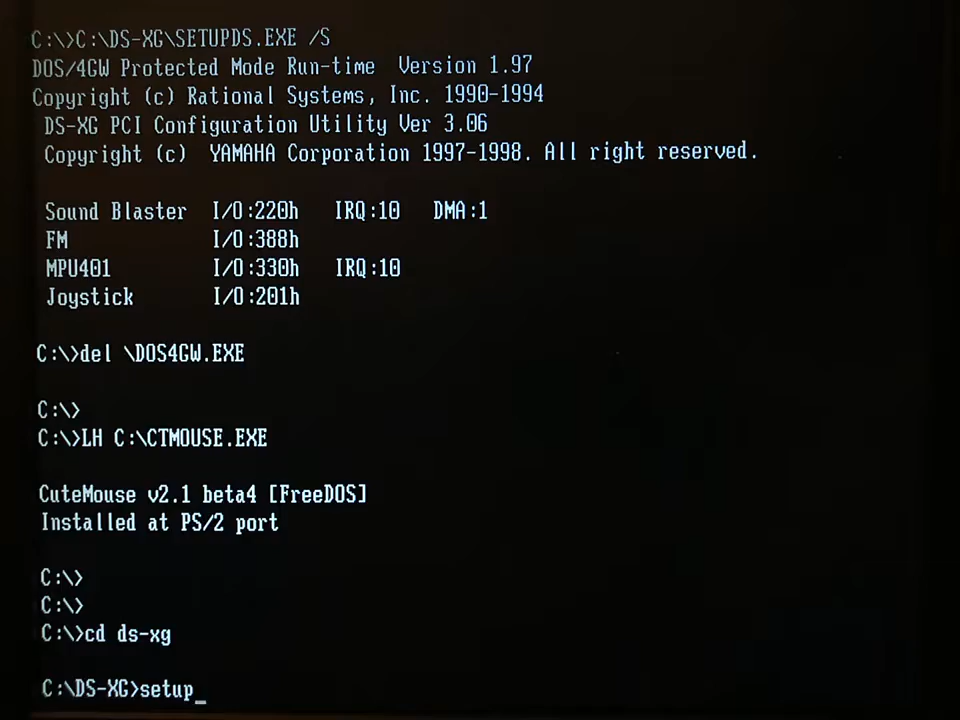 C:\>C:\DS-XG\SETUPDS.EXE /S
DOS/4GW Protected Mode Run-time  Version 1.97
Copyright (c) Rational Systems, Inc. 1990-1994
DS-XG PCI Configuration Utility Ver 3.06
Copyright (c)  YAMAHA Corporation 1997-1998. All right reserved.
Sound Blaster  I/O:220h  IRQ:10  DMA:1
FM  I/O:388h
MPU401  I/O:330h  IRQ:10
Joystick  I/O:201h
C:\>del \DOS4GW.EXE
C:\>
C:\>LH C:\CTMOUSE.EXE
CuteMouse v2.1 beta4 [FreeDOS]
Installed at PS/2 port
C:\>
C:\>
C:\>cd ds-xg
C:\DS-XG>setup_